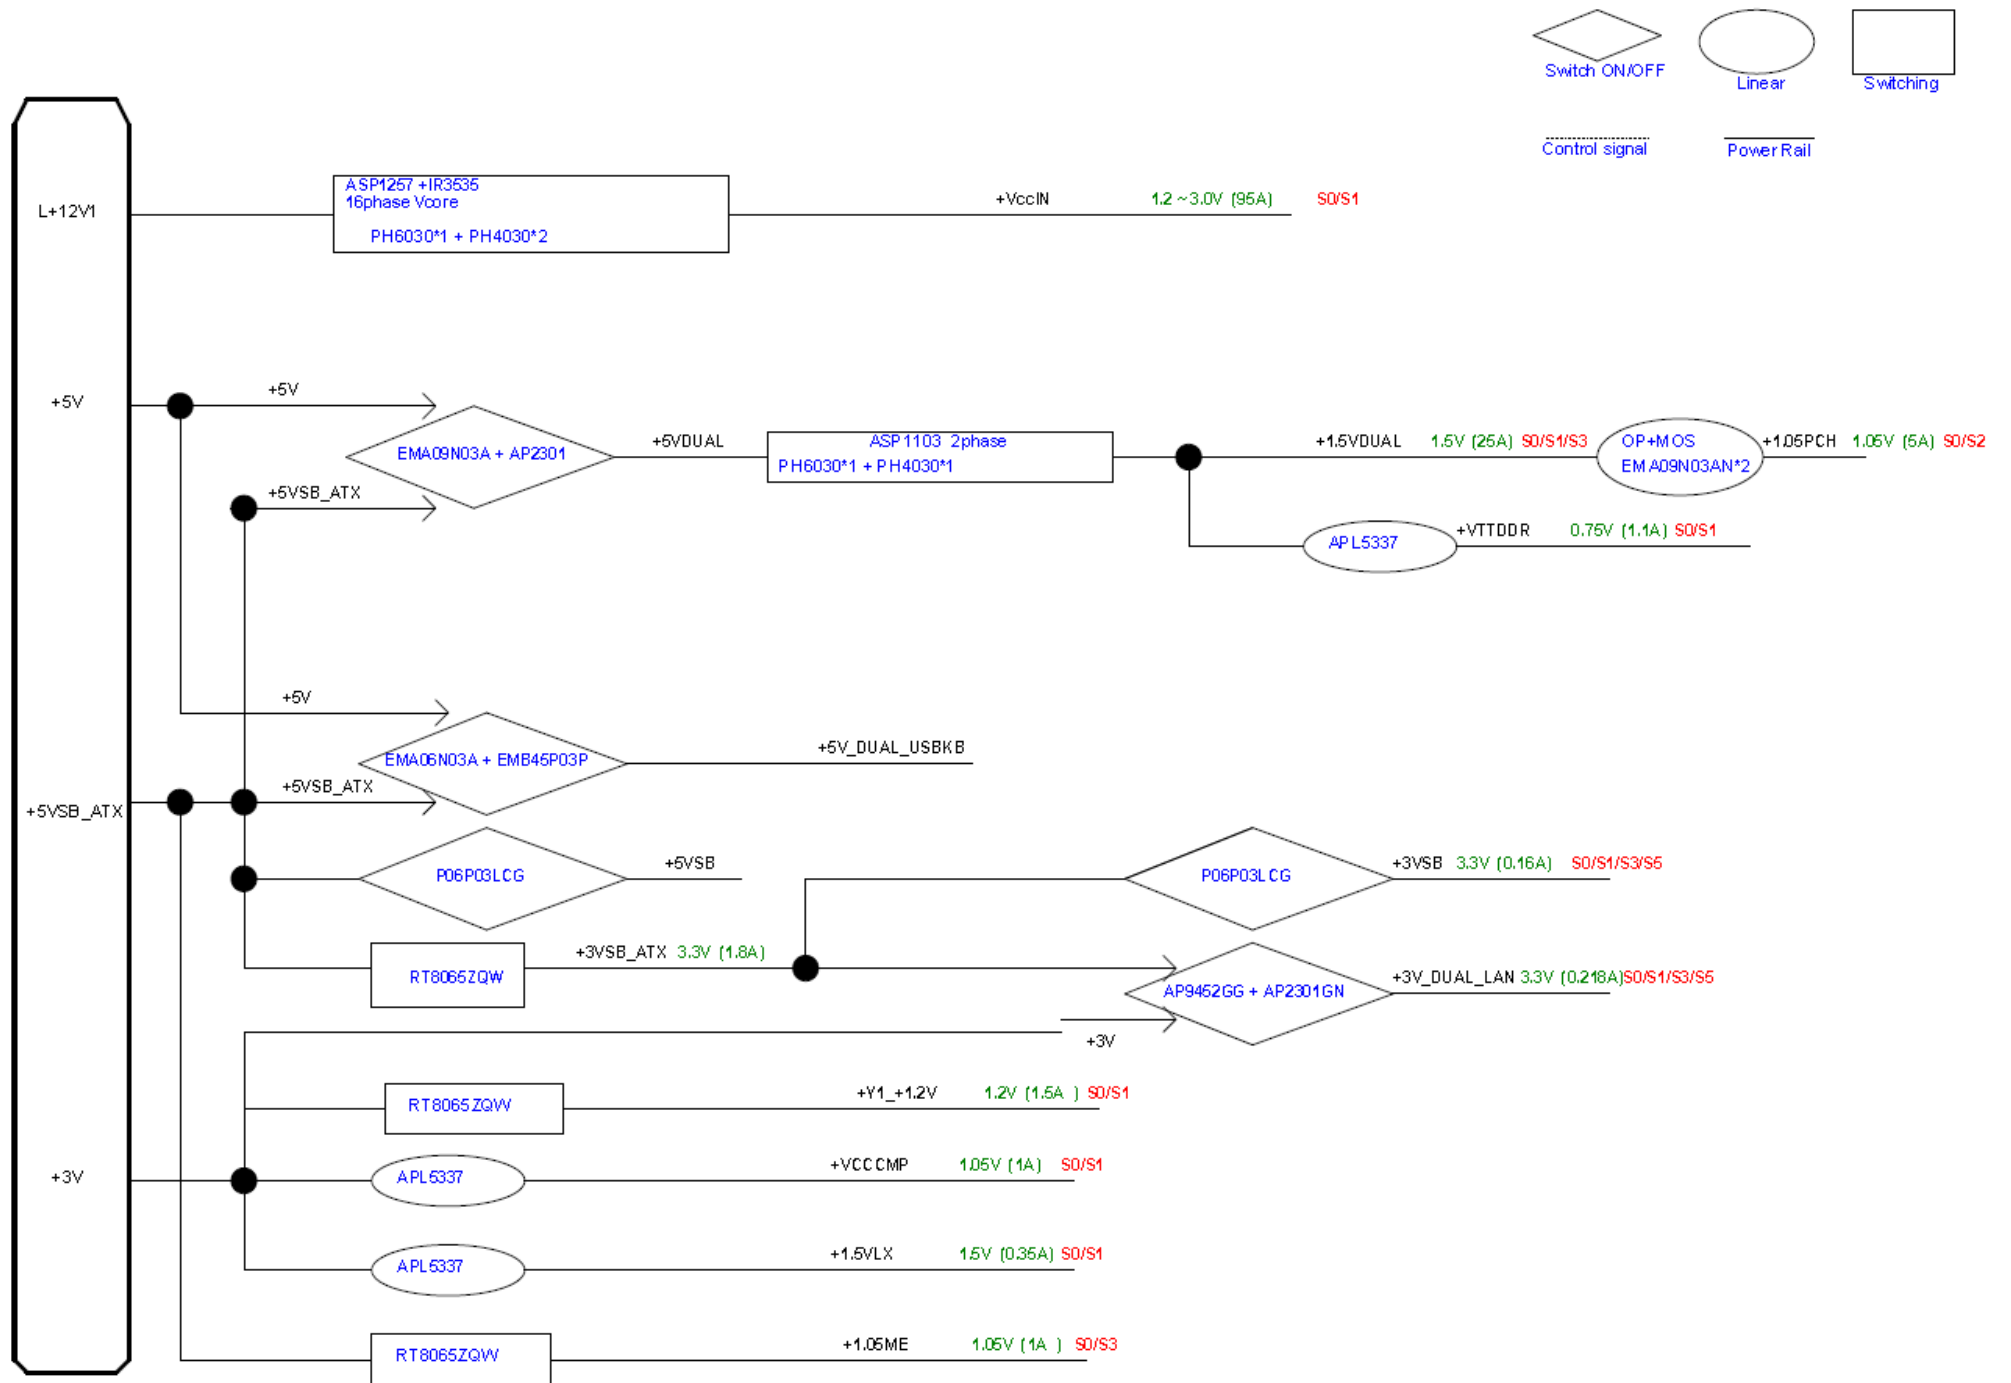 Switch ON/OFF
Linear
Switching
Control signal
Power Rail
L+12V1
ASP1257 +IR3535
16phase Vcore
PH6030*1 + PH4030*2
+VccIN 1.2 ~ 3.0V (95A) S0/S1
+5V
+5V
EMA09N03A + AP2301
+5VSB_ATX
+5VDUAL
ASP1103 2phase
PH6030*1 + PH4030*1
+1.5VDUAL 1.5V (25A) S0/S1/S3
OP+MOS
EMA09N03AN*2
+1.05PCH 1.05V (5A) S0/S2
APL5337
+VTTDDR 0.75V (1.1A) S0/S1
+5V
EMA06N03A + EMB45P03P
+5V_DUAL_USBKB
+5VSB_ATX
+5VSB_ATX
P06P03LCG
+5VSB
P06P03LCG
+3VSB 3.3V (0.16A) S0/S1/S3/S5
RT8065ZQW
+3VSB_ATX 3.3V (1.8A)
AP9452GG + AP2301GN
+3V_DUAL_LAN 3.3V (0.218A) S0/S1/S3/S5
+3V
RT8065ZQW
+Y1_+1.2V 1.2V (1.5A ) S0/S1
+3V
APL5337
+VCCCMP 1.05V (1A) S0/S1
APL5337
+1.5VLX 1.5V (0.35A) S0/S1
RT8065ZQW
+1.05ME 1.05V (1A ) S0/S3